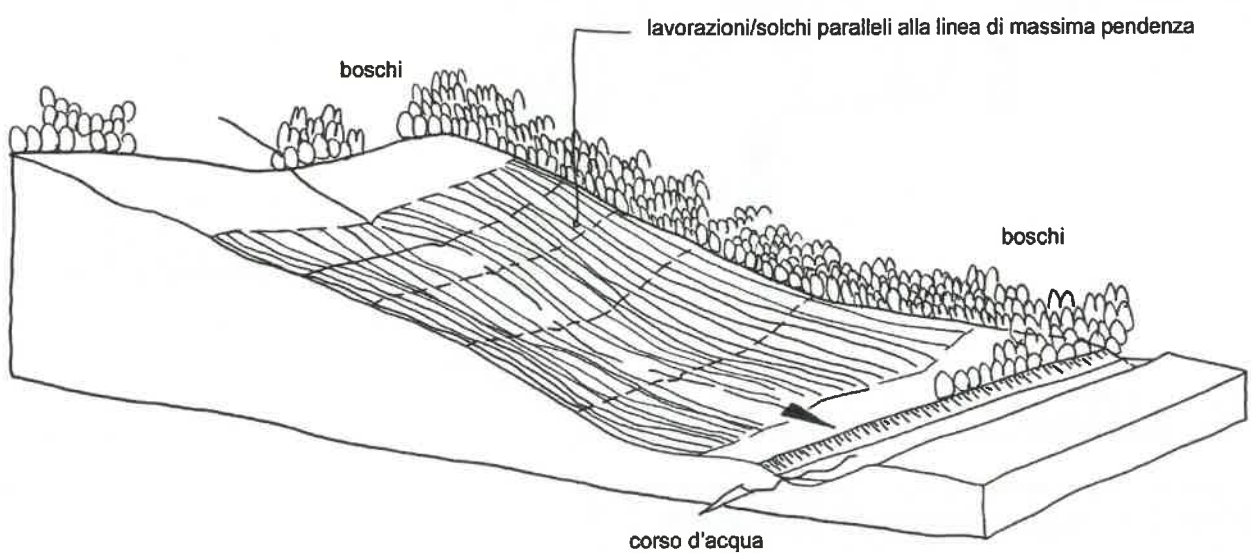 lavorazioni/solchi paralleli alla linea di massima pendenza
boschi
boschi
corso d'acqua